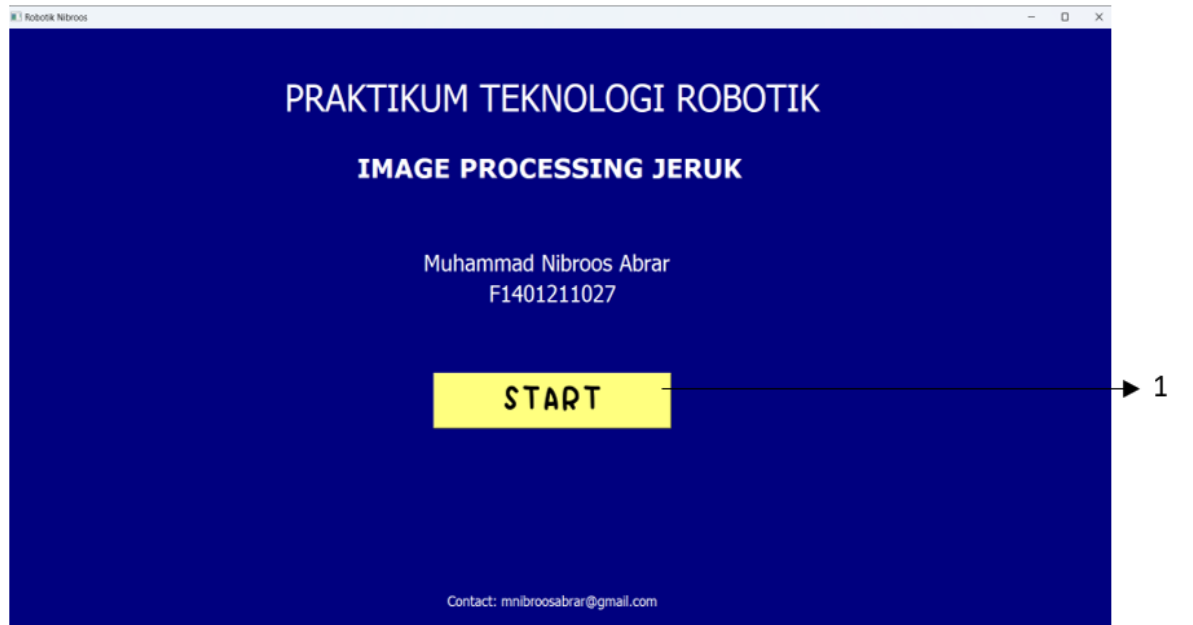 Robotik Nibroos
PRAKTIKUM TEKNOLOGI ROBOTIK
IMAGE PROCESSING JERUK
Muhammad Nibroos Abrar
F1401211027
START
1
Contact: mnibroosabrar@gmail.com